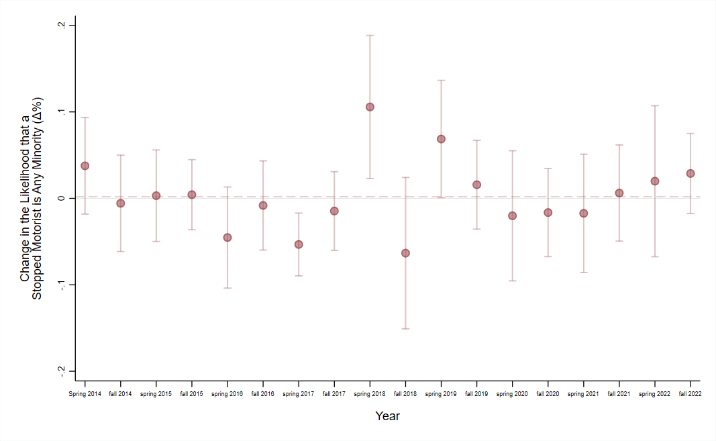 Change in the Likelihood that a
Stopped Motorist Is Any Minority (Δ%)
.2
.1
0
-.1
-.2
Spring 2014 fall 2014 spring 2015 fall 2015 spring 2016 fall 2016 spring 2017 fall 2017 spring 2018 fall 2018 spring 2019 fall 2019 spring 2020 fall 2020 spring 2021 fall 2021 spring 2022 fall 2022
Year